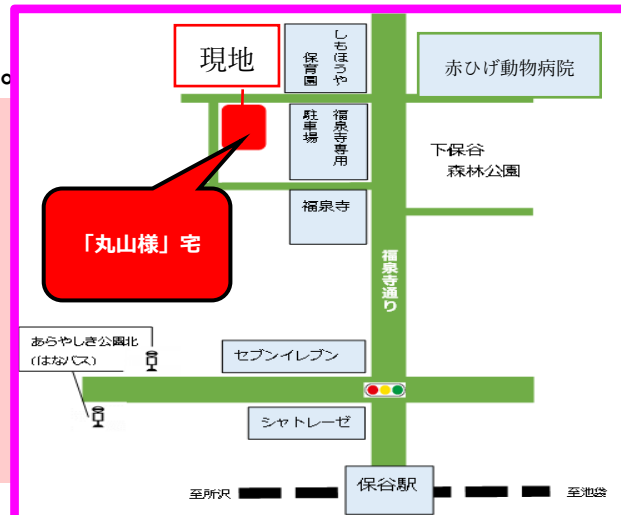 現地
しもほうや
保育園
赤ひげ動物病院
福泉寺専用
駐車場
下保谷
森林公園
福泉寺
「丸山様」宅
福泉寺通り
あらやしき公園北
(はなバス)
セブンイレブン
シャトレーゼ
保谷駅
至所沢
至池袋